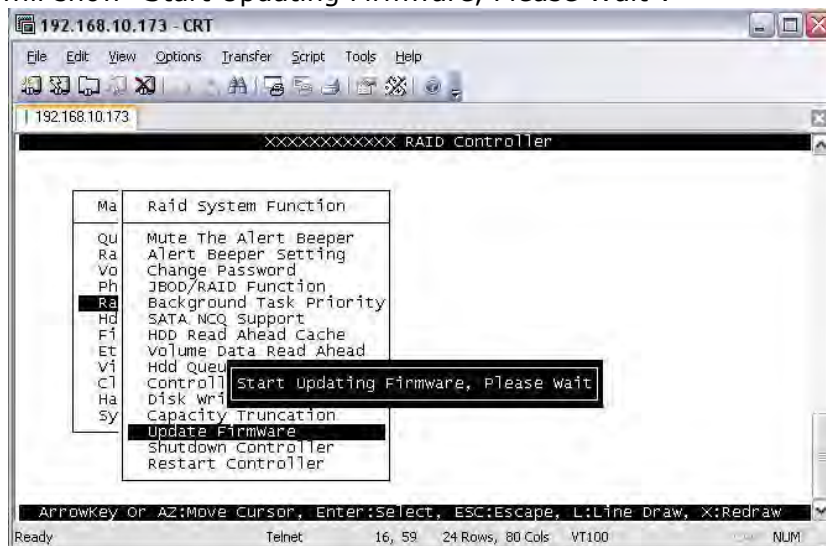 will show "Start Updating Firmware, Please Wait".
192.168.10.173 - CRT
File Edit View Options Transfer Script Tools Help
192.168.10.173
XXXXXXXXXXXX RAID Controller
Ma
Raid System Function
Qu
Mute The Alert Beeper
Ra
Alert Beeper Setting
Vo
Change Password
Ph
JBOD/RAID Function
Ra
Background Task Priority
Hd
SATA NCQ Support
Fi
HDD Read Ahead Cache
Et
Volume Data Read Ahead
Vi
Hdd Queu
Cl
Controll
Start Updating Firmware, Please Wait
Ha
Disk Wri
Sy
Capacity Truncation
Update Firmware
Shutdown Controller
Restart Controller
ArrowKey Or AZ:Move Cursor, Enter:Select, ESC:Escape, L:Line Draw, X:Redraw
Ready Telnet 16, 59 24 Rows, 80 Cols VT100 NUM